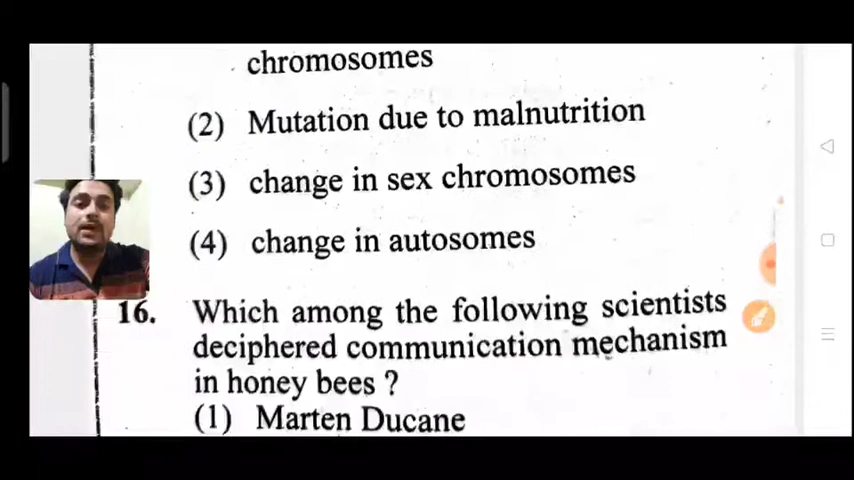 chromosomes
(2) Mutation due to malnutrition
(3) change in sex chromosomes
(4) change in autosomes
16. Which among the following scientists
deciphered communication mechanism
in honey bees ?
(1) Marten Ducane